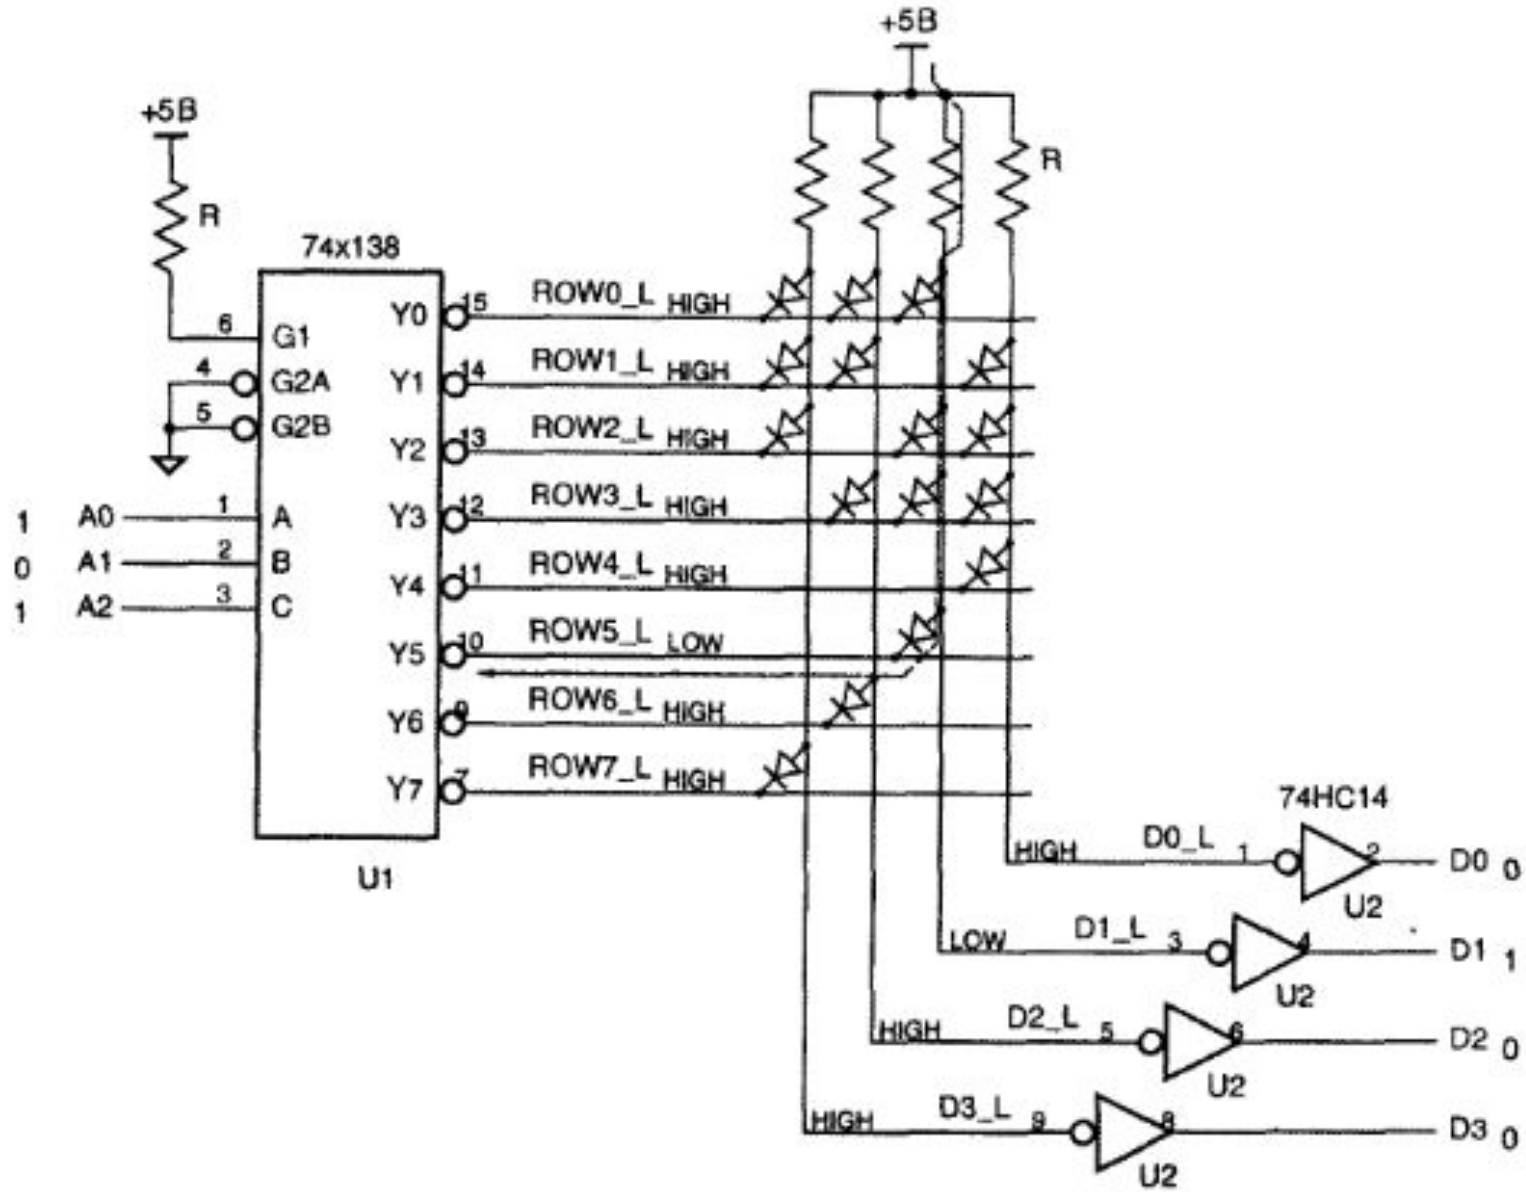 +5B
+5B
R
R
74x138
6 G1
4 G2A
5 G2B
1 A0 1 A
0 A1 2 B
1 A2 3 C
Y0 15 ROW0_L HIGH
Y1 14 ROW1_L HIGH
Y2 13 ROW2_L HIGH
Y3 12 ROW3_L HIGH
Y4 11 ROW4_L HIGH
Y5 10 ROW5_L LOW
Y6 9 ROW6_L HIGH
Y7 7 ROW7_L HIGH
U1
74HC14
HIGH D0_L 1 2 D0 0
U2
LOW D1_L 3 4 D1 1
U2
HIGH D2_L 5 6 D2 0
U2
HIGH D3_L 9 8 D3 0
U2